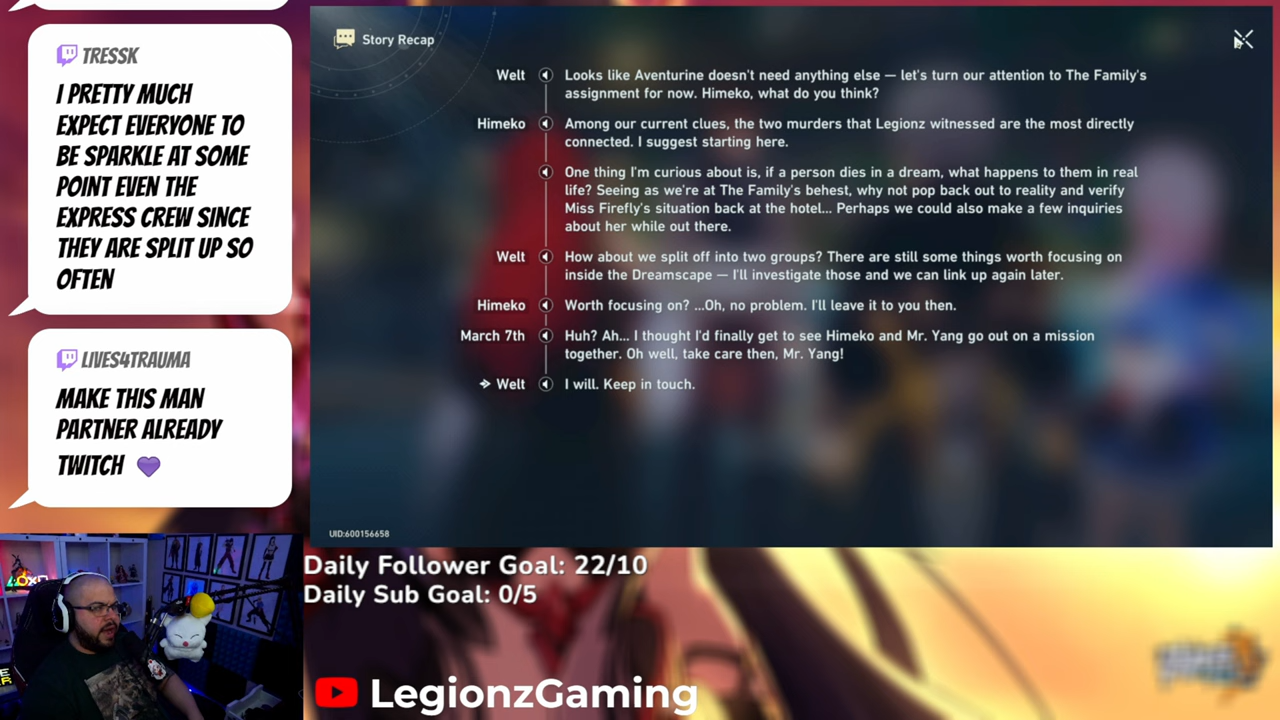 TRESSK
I PRETTY MUCH
EXPECT EVERYONE TO
BE SPARKLE AT SOME
POINT EVEN THE
EXPRESS CREW SINCE
THEY ARE SPLIT UP SO
OFTEN
LIVES4TRAUMA
MAKE THIS MAN
PARTNER ALREADY
TWITCH
Story Recap
Welt
Looks like Aventurine doesn't need anything else — let's turn our attention to The Family's
assignment for now. Himeko, what do you think?
Himeko
Among our current clues, the two murders that Legionz witnessed are the most directly
connected. I suggest starting here.
One thing I'm curious about is, if a person dies in a dream, what happens to them in real
life? Seeing as we're at The Family's behest, why not pop back out to reality and verify
Miss Firefly's situation back at the hotel... Perhaps we could also make a few inquiries
about her while out there.
Welt
How about we split off into two groups? There are still some things worth focusing on
inside the Dreamscape — I'll investigate those and we can link up again later.
Himeko
Worth focusing on? ...Oh, no problem. I'll leave it to you then.
March 7th
Huh? Ah... I thought I'd finally get to see Himeko and Mr. Yang go out on a mission
together. Oh well, take care then, Mr. Yang!
Welt
I will. Keep in touch.
UID:600156658
Daily Follower Goal: 22/10
Daily Sub Goal: 0/5
LegionzGaming